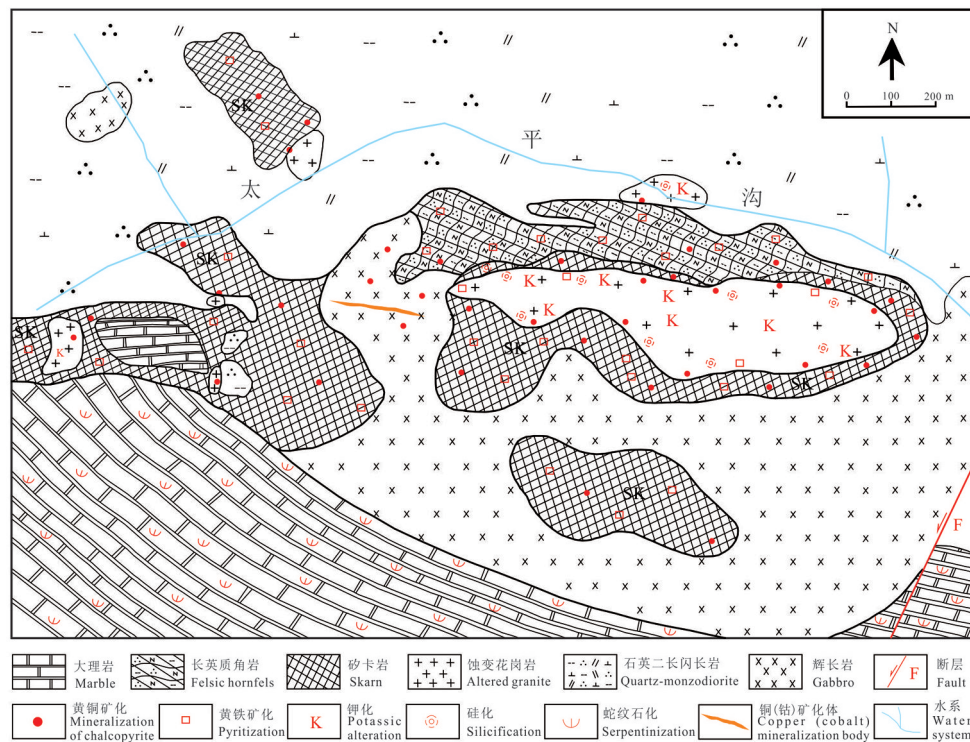 N
0 100 200 m
SK
平
K
太
沟
SK
K
K
K
K
SK
K
K
K
SK
K
SK
SK
F
大理岩
Marble
长英质角岩
Felsic hornfels
矽卡岩
Skarn
蚀变花岗岩
Altered granite
石英二长闪长岩
Quartz-monzodiorite
辉长岩
Gabbro
F
断层
Fault
黄铜矿化
Mineralization
of chalcopyrite
黄铁矿化
Pyritization
K
钾化
Potassic
alteration
硅化
Silicification
蛇纹石化
Serpentinization
铜(钴)矿化体
Copper (cobalt)
mineralization body
水系
Water
system